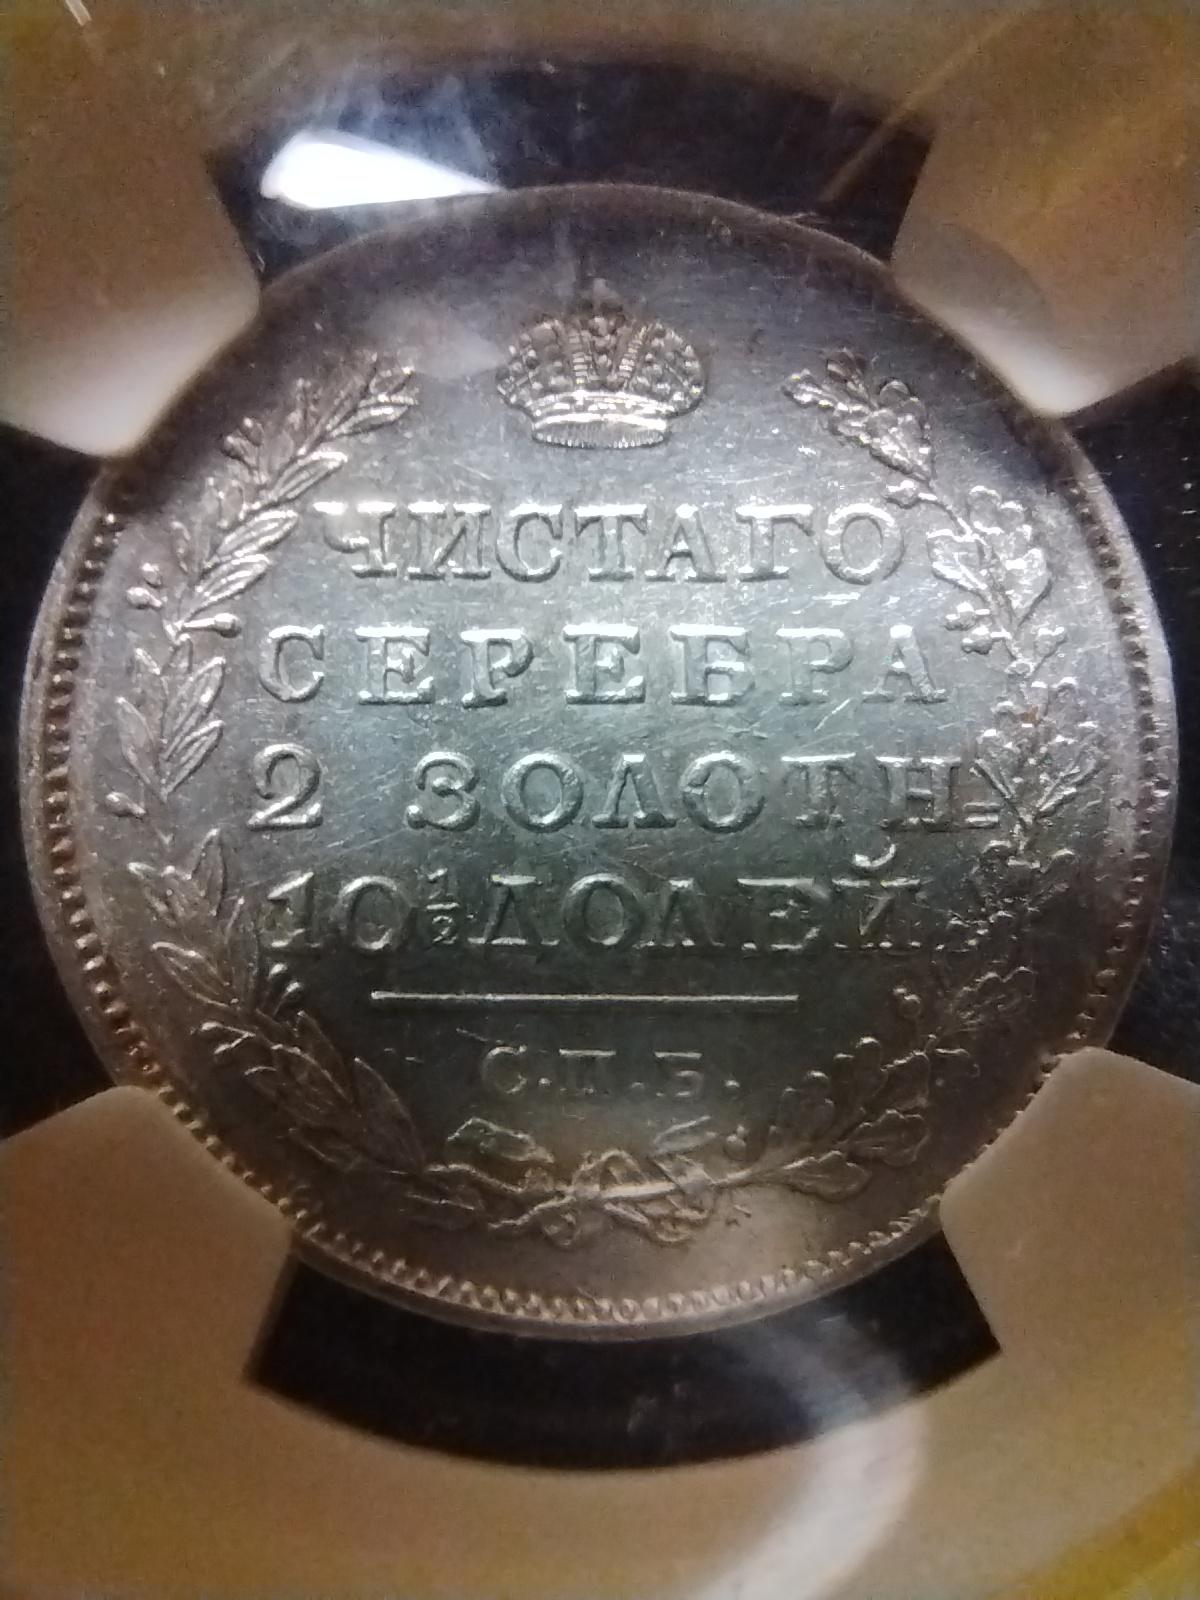 ЧИСТАГО
СЕРЕБРА
2 ЗОЛОТН-
10½ ДОЛЕЙ.
С.П.Б.